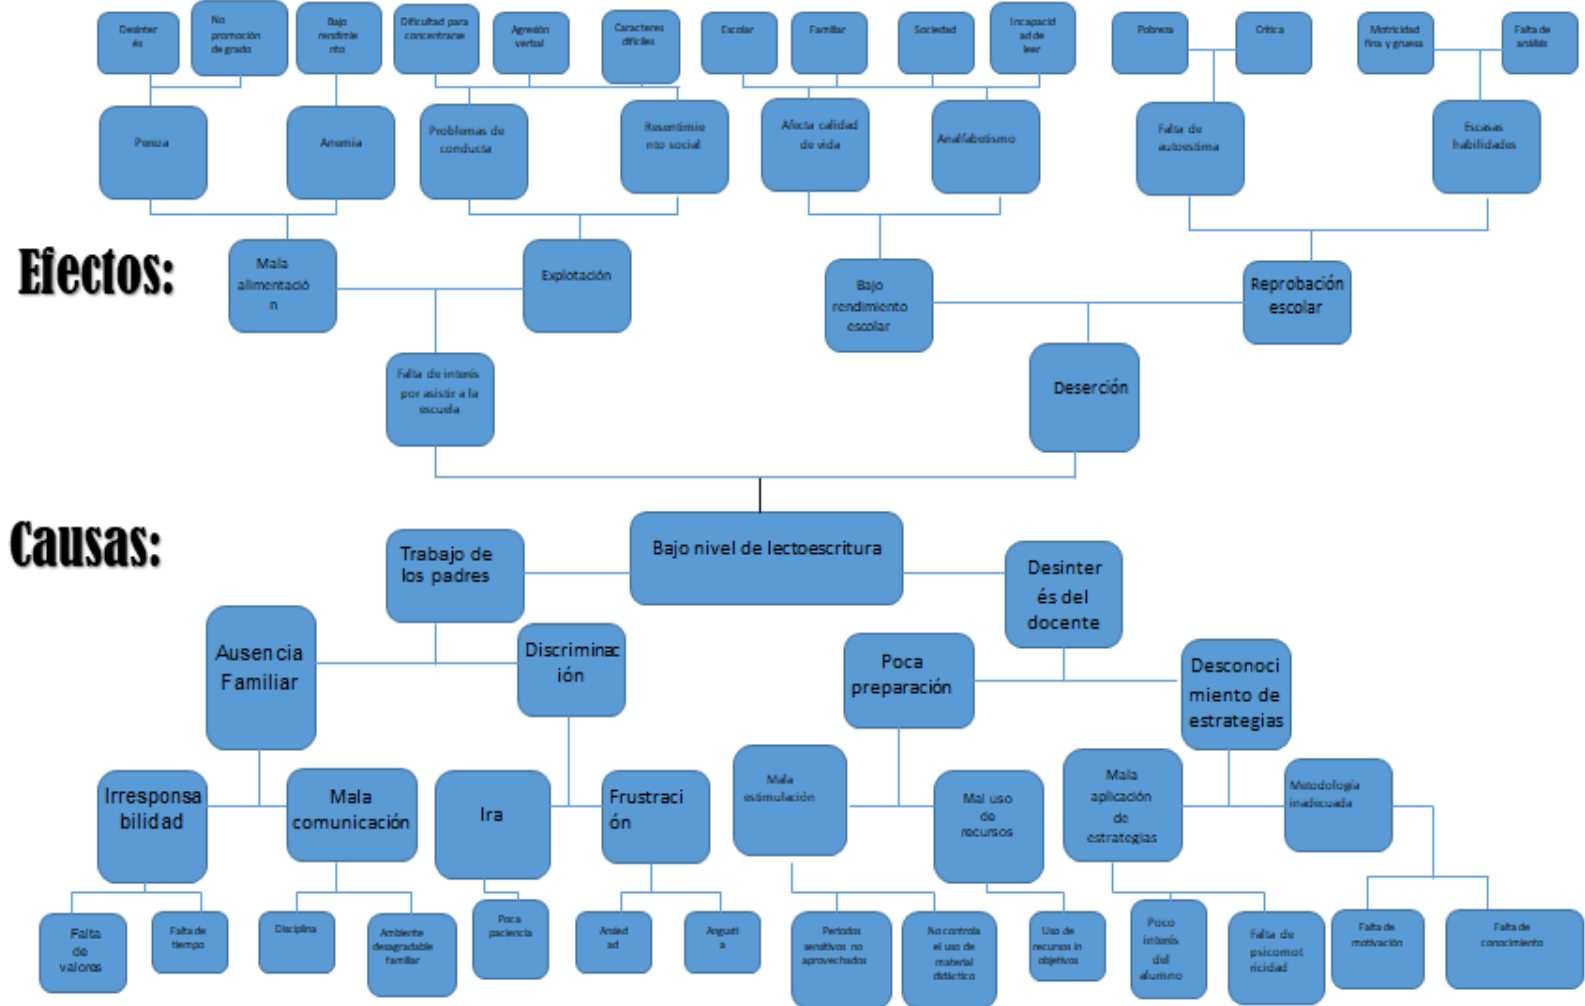 Desinter
és
No
promoción
de grado
Bajo
rendimie
nto
Dificultad para
concentrarse
Agresión
verbal
Caracteres
difíciles
Escolar
Familiar
Sociedad
Incapacid
ad de
leer
Pobreza
Crítica
Motricidad
fina y gruesa
Falta de
análisis
Pereza
Anemia
Problemas de
conducta
Resentimie
nto social
Afecta calidad
de vida
Analfabetismo
Falta de
autoestima
Escasas
habilidades
Efectos:
Mala
alimentació
n
Explotación
Bajo
rendimiento
escolar
Reprobación
escolar
Falta de interés
por asistir a la
escuela
Deserción
Causas:
Trabajo de
los padres
Bajo nivel de lectoescritura
Desinter
és del
docente
Ausencia
Familiar
Discriminac
ión
Poca
preparación
Desconoci
miento de
estrategias
Irresponsa
bilidad
Mala
comunicación
Ira
Frustraci
ón
Mala
estimulación
Mal uso
de
recursos
Mala
aplicación
de
estrategias
Metodología
inadecuada
Falta
de
valores
Falta de
tiempo
Disciplina
Ambiente
desagradable
familiar
Poca
paciencia
Ansied
ad
Angusti
a
Periodos
sensitivos no
aprovechados
No controla
el uso de
material
didáctico
Uso de
recursos in
objetivos
Poco
interés
del
alumno
Falta de
psicomot
ricidad
Falta de
motivación
Falta de
conocimiento